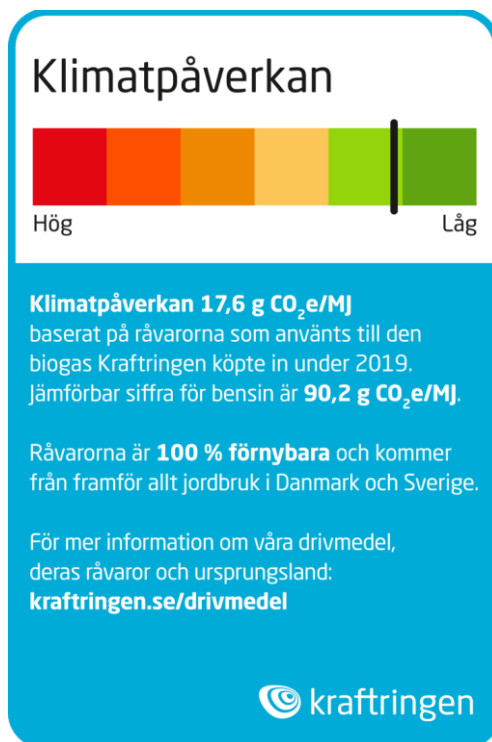 Klimatpåverkan
Hög Låg
Klimatpåverkan 17,6 g CO₂e/MJ
baserat på råvarorna som använts till den
biogas Kraftringen köpte in under 2019.
Jämförbar siffra för bensin är 90,2 g CO₂e/MJ.
Råvarorna är 100 % förnybara och kommer
från framför allt jordbruk i Danmark och Sverige.
För mer information om våra drivmedel,
deras råvaror och ursprungsland:
kraftringen.se/drivmedel
kraftringen